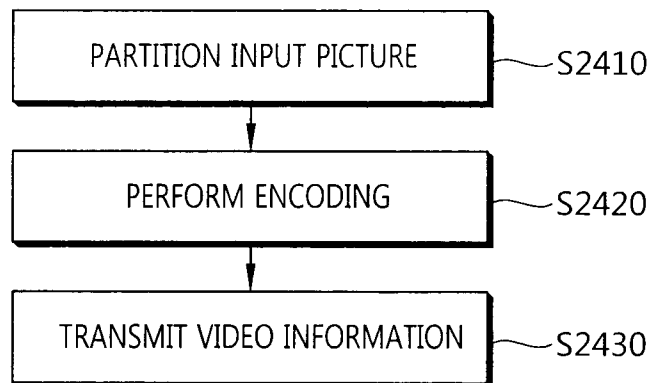 PARTITION INPUT PICTURE
S2410
PERFORM ENCODING
S2420
TRANSMIT VIDEO INFORMATION
S2430